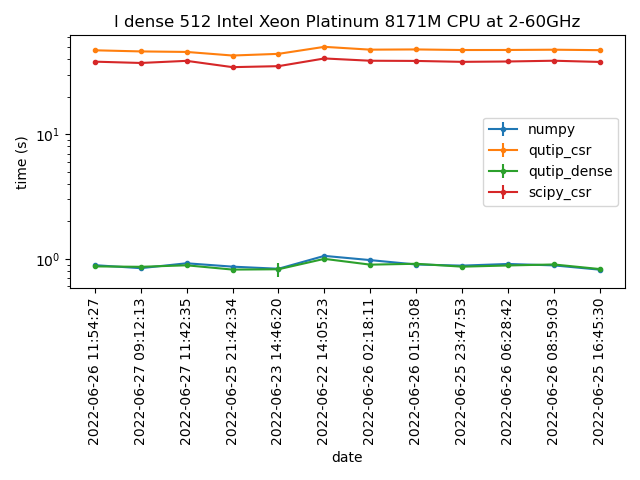 I dense 512 Intel Xeon Platinum 8171M CPU at 2-60GHz
time (s)
10^1
10^0
numpy
qutip_csr
qutip_dense
scipy_csr
2022-06-26 11:54:27
2022-06-27 09:12:13
2022-06-27 11:42:35
2022-06-25 21:42:34
2022-06-23 14:46:20
2022-06-22 14:05:23
2022-06-26 02:18:11
2022-06-26 01:53:08
2022-06-25 23:47:53
2022-06-26 06:28:42
2022-06-26 08:59:03
2022-06-25 16:45:30
date